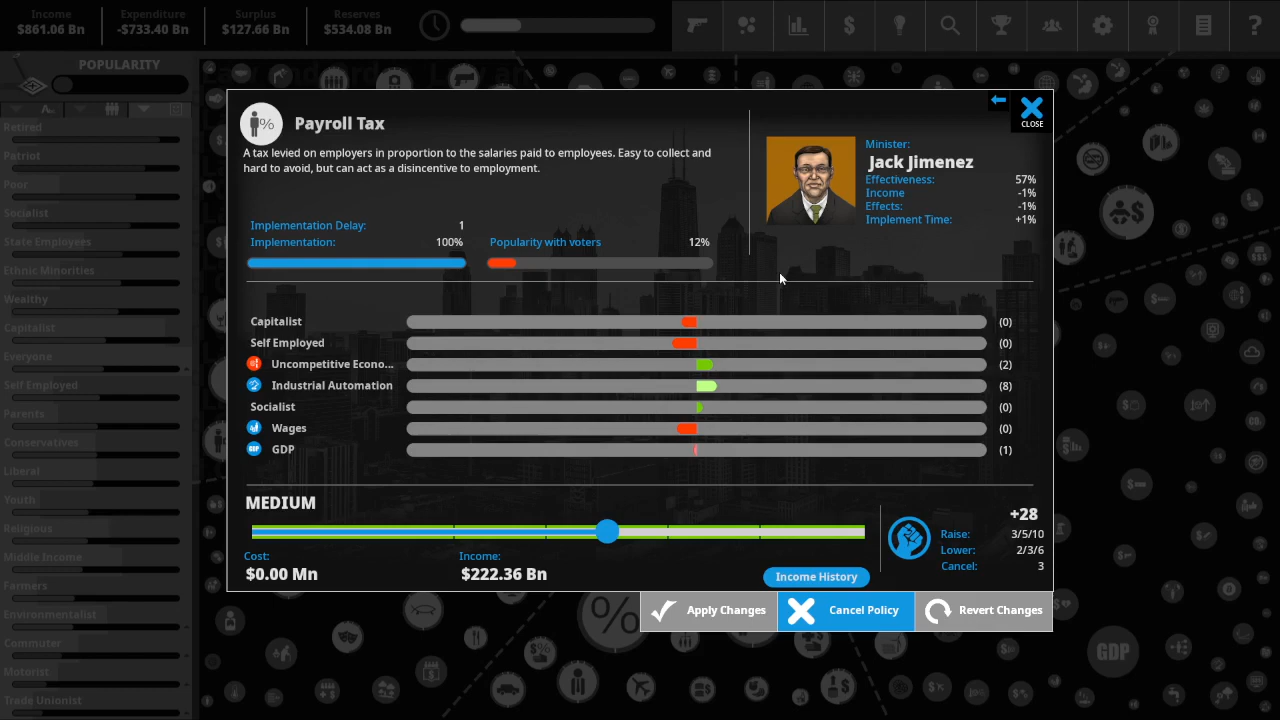 Income
$861.06 Bn
Expenditure
-$733.40 Bn
Surplus
$127.66 Bn
Reserves
$534.08 Bn
?
POPULARITY
Retired
Patriot
Poor
Socialist
State Employees
Ethnic Minorities
Wealthy
Capitalist
Everyone
Self Employed
Parents
Conservatives
Liberal
Youth
Religious
Middle Income
Farmers
Environmentalist
Commuter
Motorist
Trade Unionist
Payroll Tax
CLOSE
A tax levied on employers in proportion to the salaries paid to employees. Easy to collect and
hard to avoid, but can act as a disincentive to employment.
Minister:
Jack Jimenez
Effectiveness: 57%
Income -1%
Effects: -1%
Implement Time: +1%
Implementation Delay: 1
Implementation: 100%
Popularity with voters 12%
Capitalist (0)
Self Employed (0)
Uncompetitive Econo... (2)
Industrial Automation (8)
Socialist (0)
Wages (0)
GDP (1)
MEDIUM
Cost:
$0.00 Mn
Income:
$222.36 Bn
Income History
+28
Raise: 3/5/10
Lower: 2/3/6
Cancel: 3
Apply Changes
Cancel Policy
Revert Changes
GDP